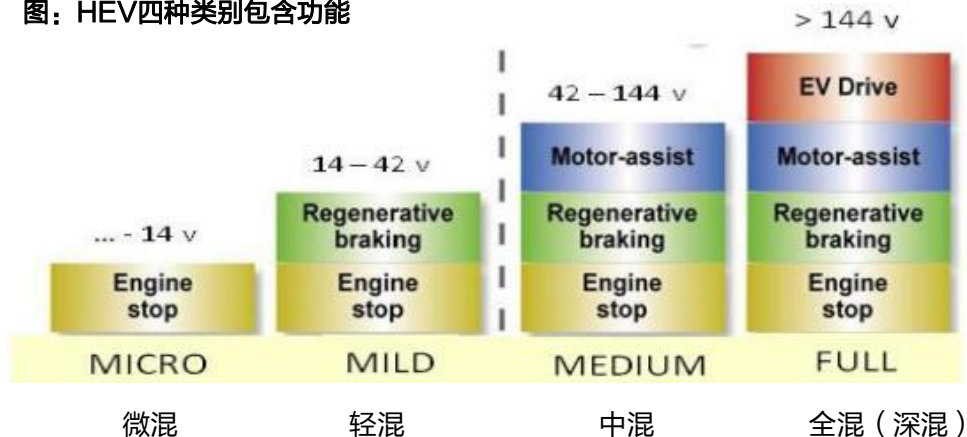 图：HEV四种类别包含功能
> 144 v
EV Drive
42 – 144 v
Motor-assist
Motor-assist
14 – 42 v
Regenerative
braking
Regenerative
braking
Regenerative
braking
... - 14 v
Engine
stop
Engine
stop
Engine
stop
Engine
stop
MICRO
MILD
MEDIUM
FULL
微混
轻混
中混
全混（深混）